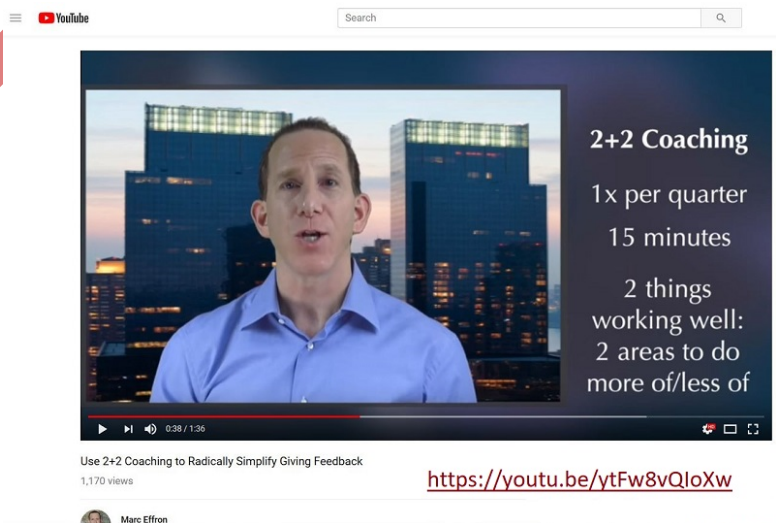 YouTube
Search
2+2 Coaching
1x per quarter
15 minutes
2 things
working well:
2 areas to do
more of/less of
0:38 / 1:36
HD
Use 2+2 Coaching to Radically Simplify Giving Feedback
1,170 views
https://youtu.be/ytFw8vQIoXw
Marc Effron